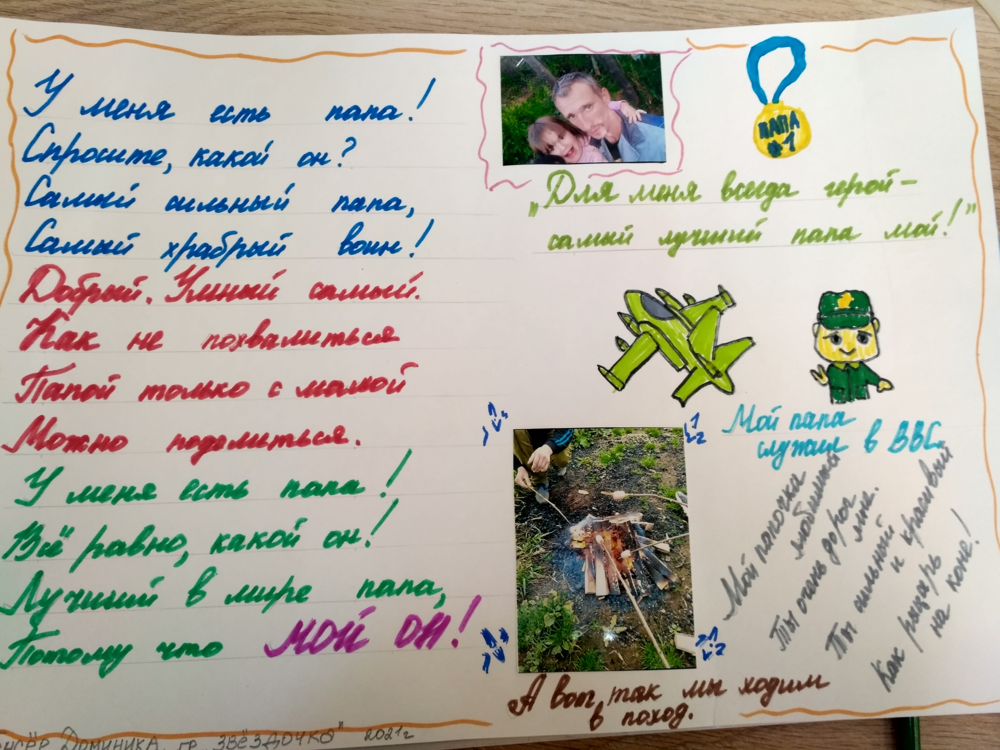 У меня есть папа!
Спросите, какой он?
Самый сильный папа,
Самый храбрый воин!
Добрый. Умный самый.
Как не похвалиться
Папой только с мамой
Можно поделиться.
У меня есть папа!
Всё равно, какой он!
Лучший в мире папа,
Потому что МОЙ ОН!
Доминика гр. „ЗВЁЗДОЧКА" 2021г
ПАПА
#1
„Для меня всегда герой-
самый лучший папа мой!"
Мой папа
служил в ВВС.
Мой папочка
любимый
Ты очень дорог
мне.
Ты сильный
и красивый
Как рыцарь
на коне!
А вот, так мы ходим
в поход.